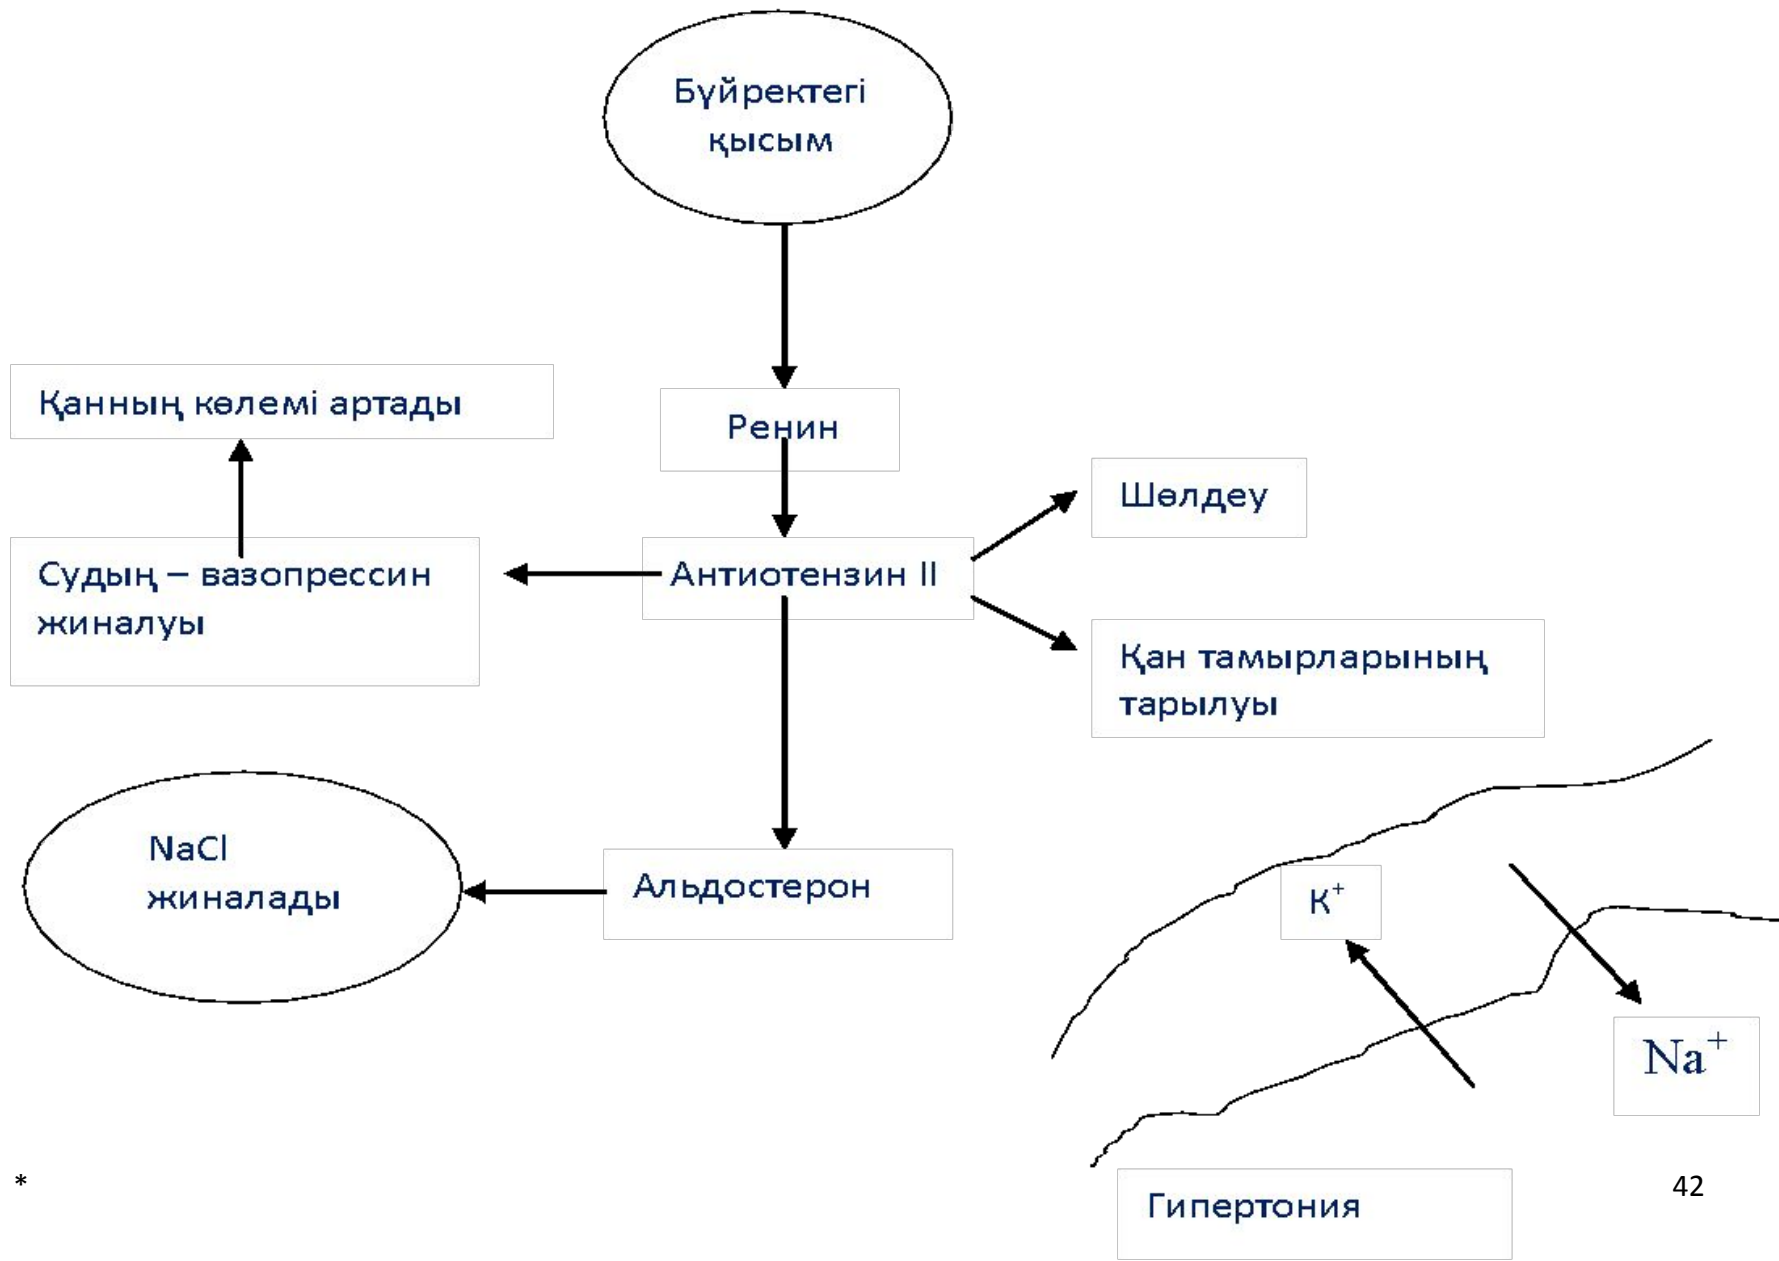 Бүйректегі
қысым
Қанның көлемі артады
Ренин
Шөлдеу
Судың – вазопрессин
жиналуы
Антиотензин II
Қан тамырларының
тарылуы
NaCl
жиналады
Альдостерон
K⁺
Na⁺
Гипертония
*
42